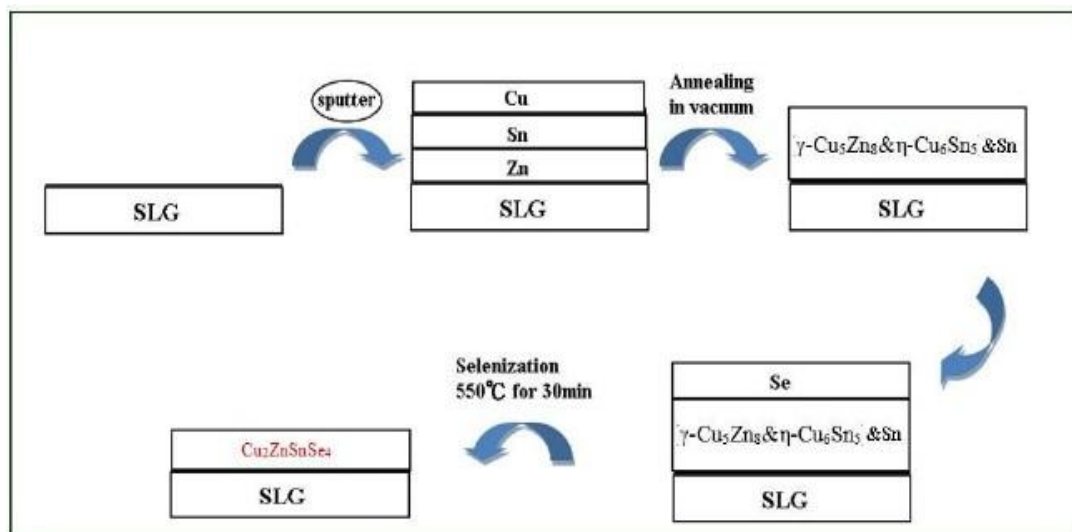 sputter
Cu
Sn
Zn
SLG
SLG
Annealing
in vacuum
γ-Cu₅Zn₈&η-Cu₆Sn₅ &Sn
SLG
Se
γ-Cu₅Zn₈&η-Cu₆Sn₅ &Sn
SLG
Selenization
550℃ for 30min
Cu₂ZnSnSe₄
SLG